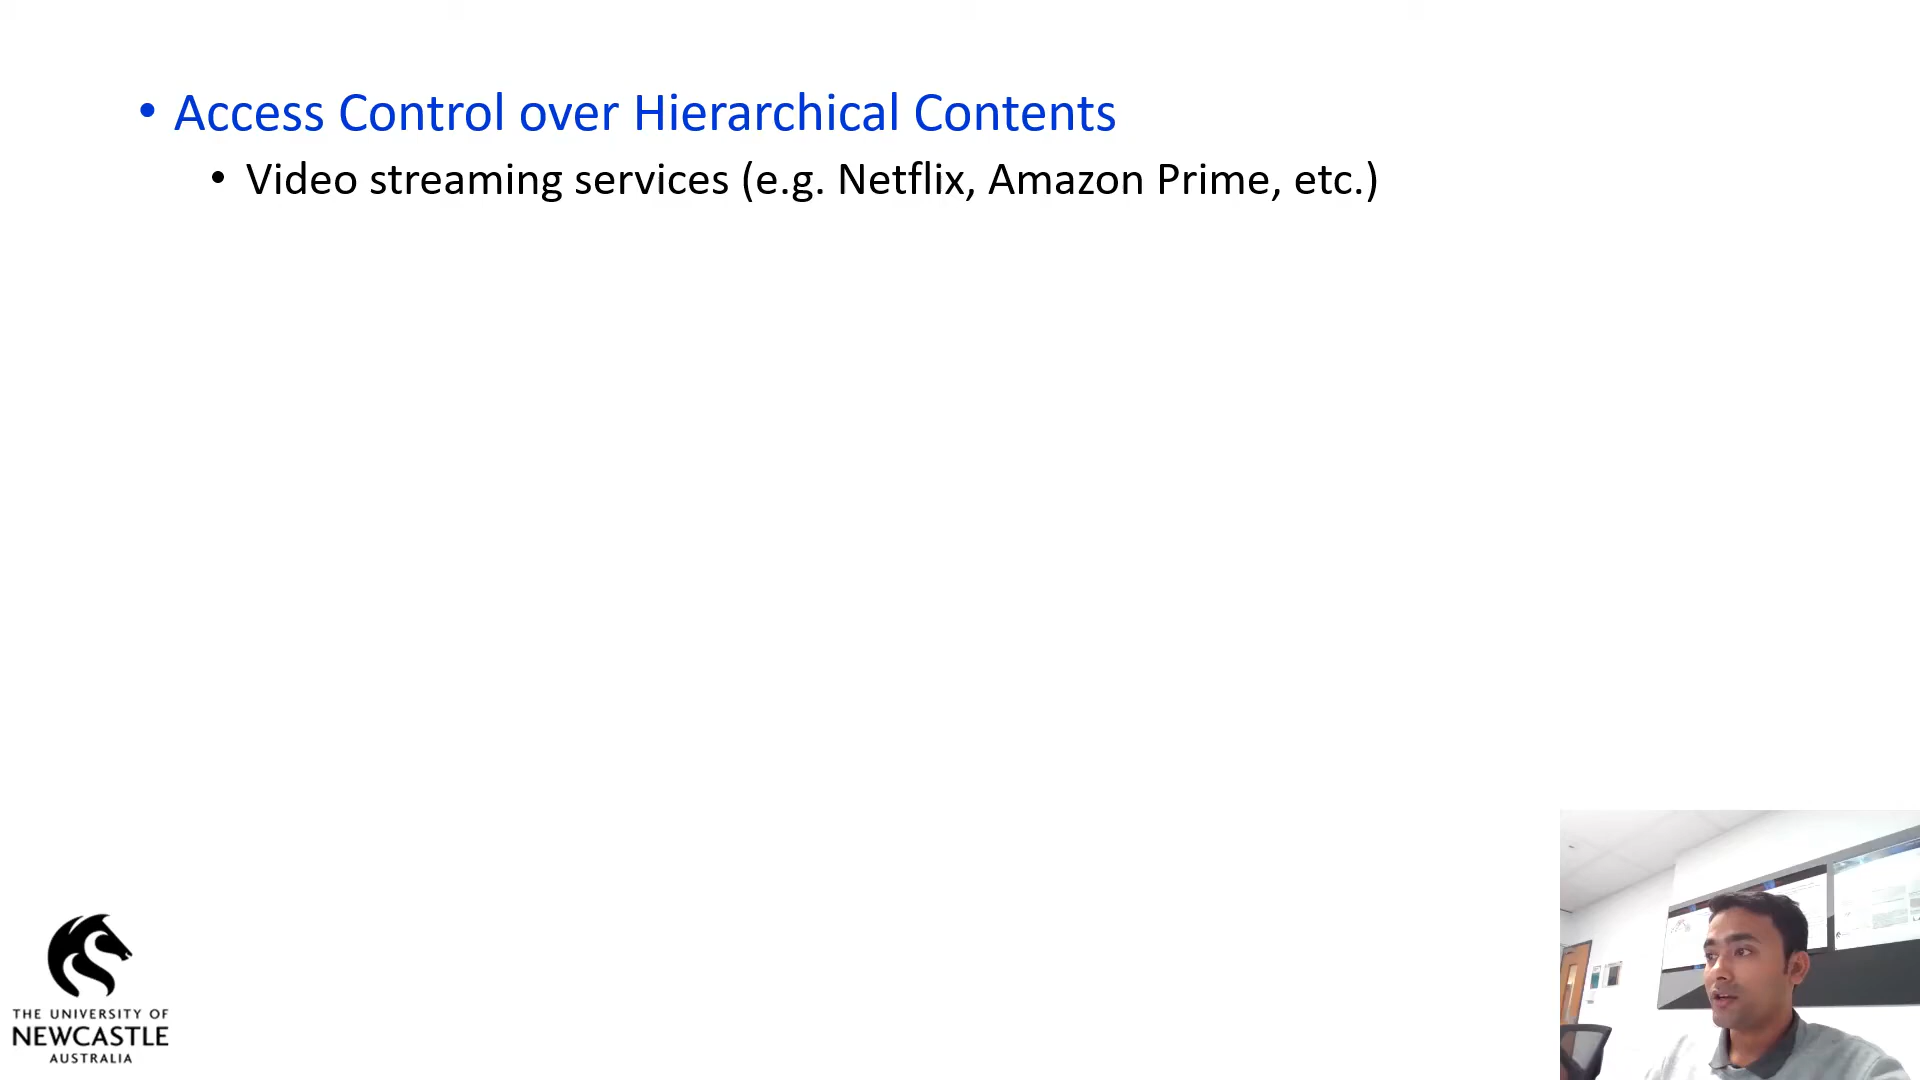 • Access Control over Hierarchical Contents
• Video streaming services (e.g. Netflix, Amazon Prime, etc.)
THE UNIVERSITY OF
NEWCASTLE
AUSTRALIA